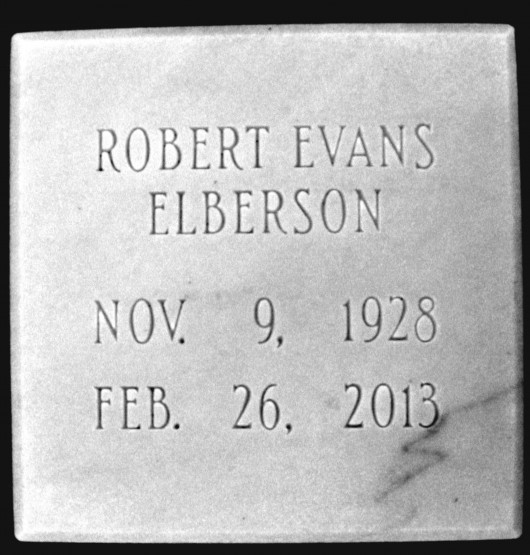 ROBERT EVANS
ELBERSON
NOV. 9, 1928
FEB. 26, 2013